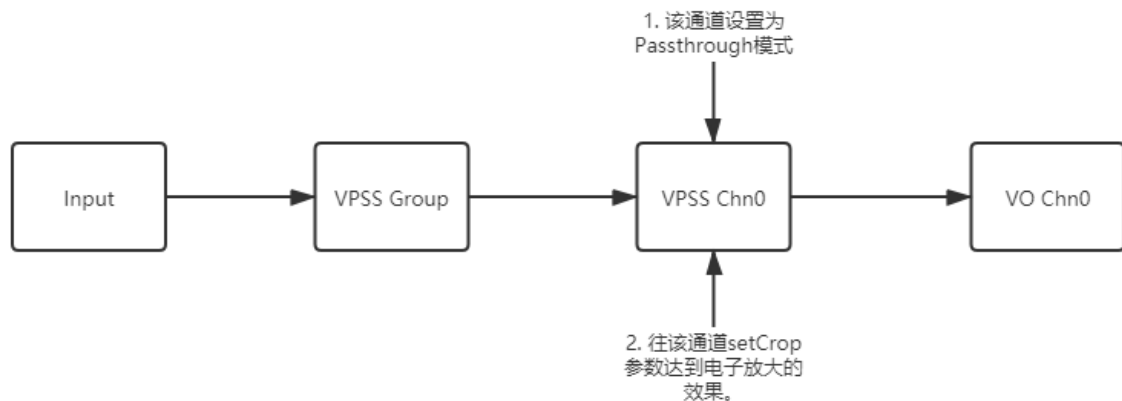 1. 该通道设置为
Passthrough模式
Input
VPSS Group
VPSS Chn0
VO Chn0
2. 往该通道setCrop
参数达到电子放大的
效果。